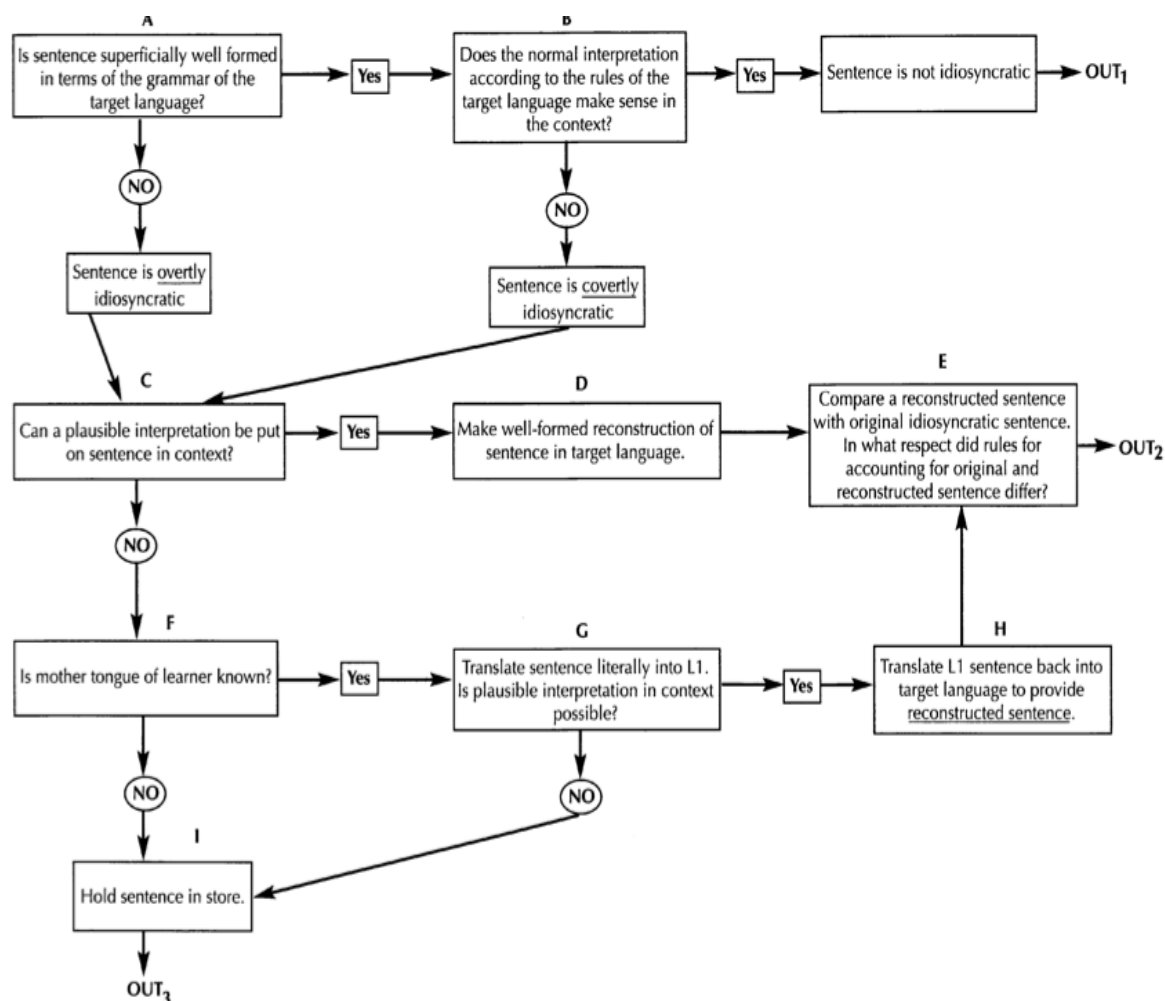 A
Is sentence superficially well formed
in terms of the grammar of the
target language?
Yes
B
Does the normal interpretation
according to the rules of the
target language make sense in
the context?
Yes
Sentence is not idiosyncratic
OUT1
NO
NO
Sentence is overtly
idiosyncratic
Sentence is covertly
idiosyncratic
C
Can a plausible interpretation be put
on sentence in context?
Yes
D
Make well-formed reconstruction of
sentence in target language.
E
Compare a reconstructed sentence
with original idiosyncratic sentence.
In what respect did rules for
accounting for original and
reconstructed sentence differ?
OUT2
NO
F
Is mother tongue of learner known?
Yes
G
Translate sentence literally into L1.
Is plausible interpretation in context
possible?
Yes
H
Translate L1 sentence back into
target language to provide
reconstructed sentence.
NO
NO
I
Hold sentence in store.
OUT3